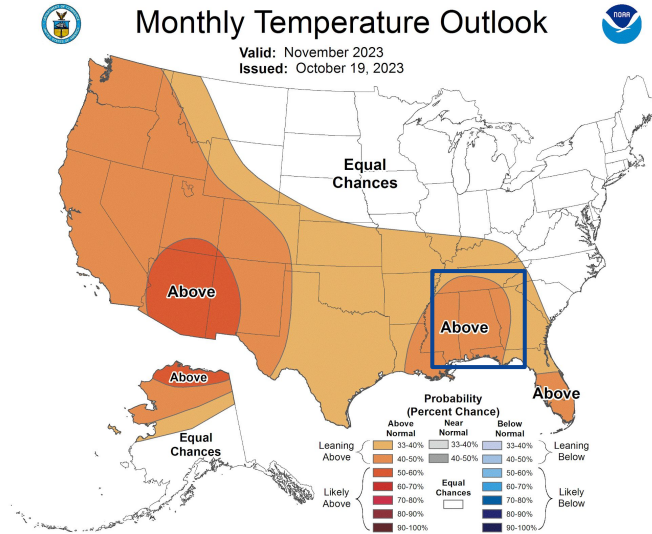 Monthly Temperature Outlook
NOAA
Valid: November 2023
Issued: October 19, 2023
Equal
Chances
Above
Above
Above
Above
Equal
Chances
Probability
(Percent Chance)
Above
Normal
Near
Normal
Below
Normal
Leaning
Above
33-40%
33-40%
33-40%
Leaning
Below
40-50%
40-50%
40-50%
50-60%
50-60%
Likely
Above
60-70%
Equal
Chances
60-70%
Likely
Below
70-80%
70-80%
80-90%
80-90%
90-100%
90-100%